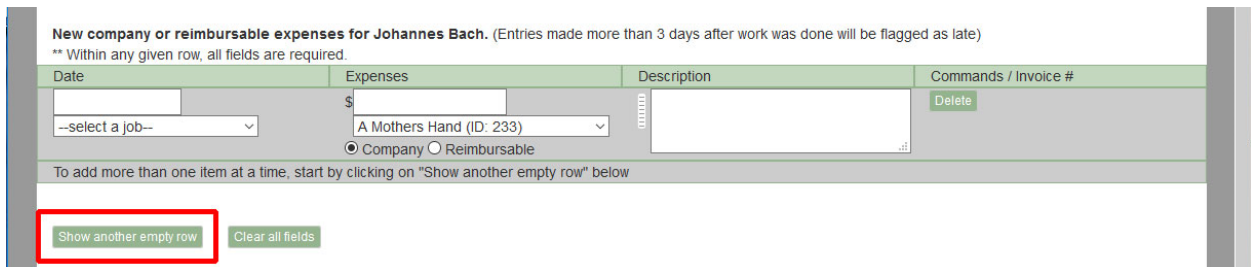 New company or reimbursable expenses for Johannes Bach. (Entries made more than 3 days after work was done will be flagged as late)
** Within any given row, all fields are required.
Date Expenses Description Commands / Invoice #
$ Delete
--select a job-- A Mothers Hand (ID: 233)
Company Reimbursable
To add more than one item at a time, start by clicking on "Show another empty row" below
Show another empty row Clear all fields